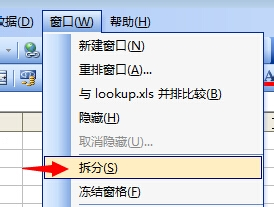 据(D) 窗口(W) 帮助(H)
新建窗口(N)
重排窗口(A)...
与 lookup.xls 并排比较(B)
隐藏(H)
取消隐藏(U)...
拆分(S)
冻结窗格(F)